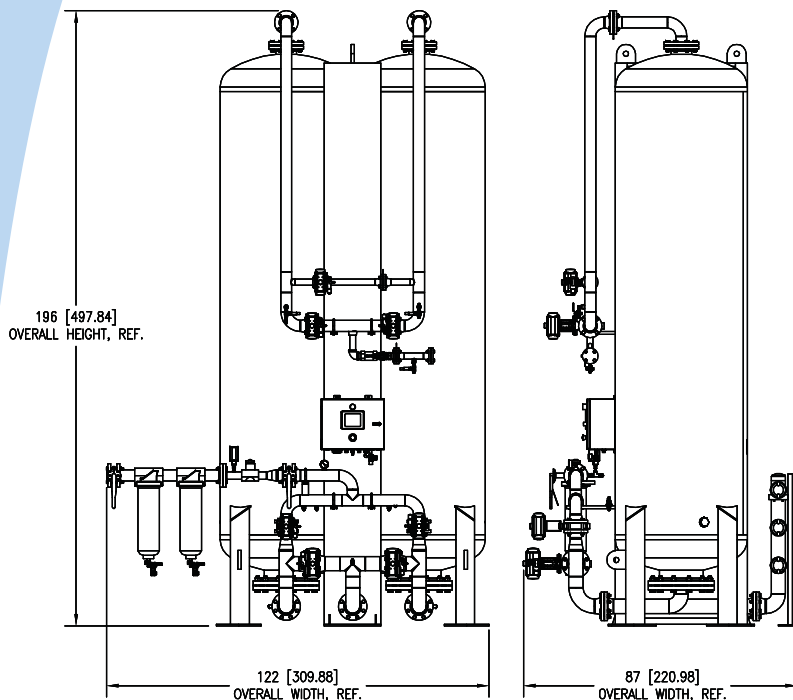 196 [497.84]
OVERALL HEIGHT, REF.
122 [309.88]
OVERALL WIDTH, REF.
87 [220.98]
OVERALL WIDTH, REF.